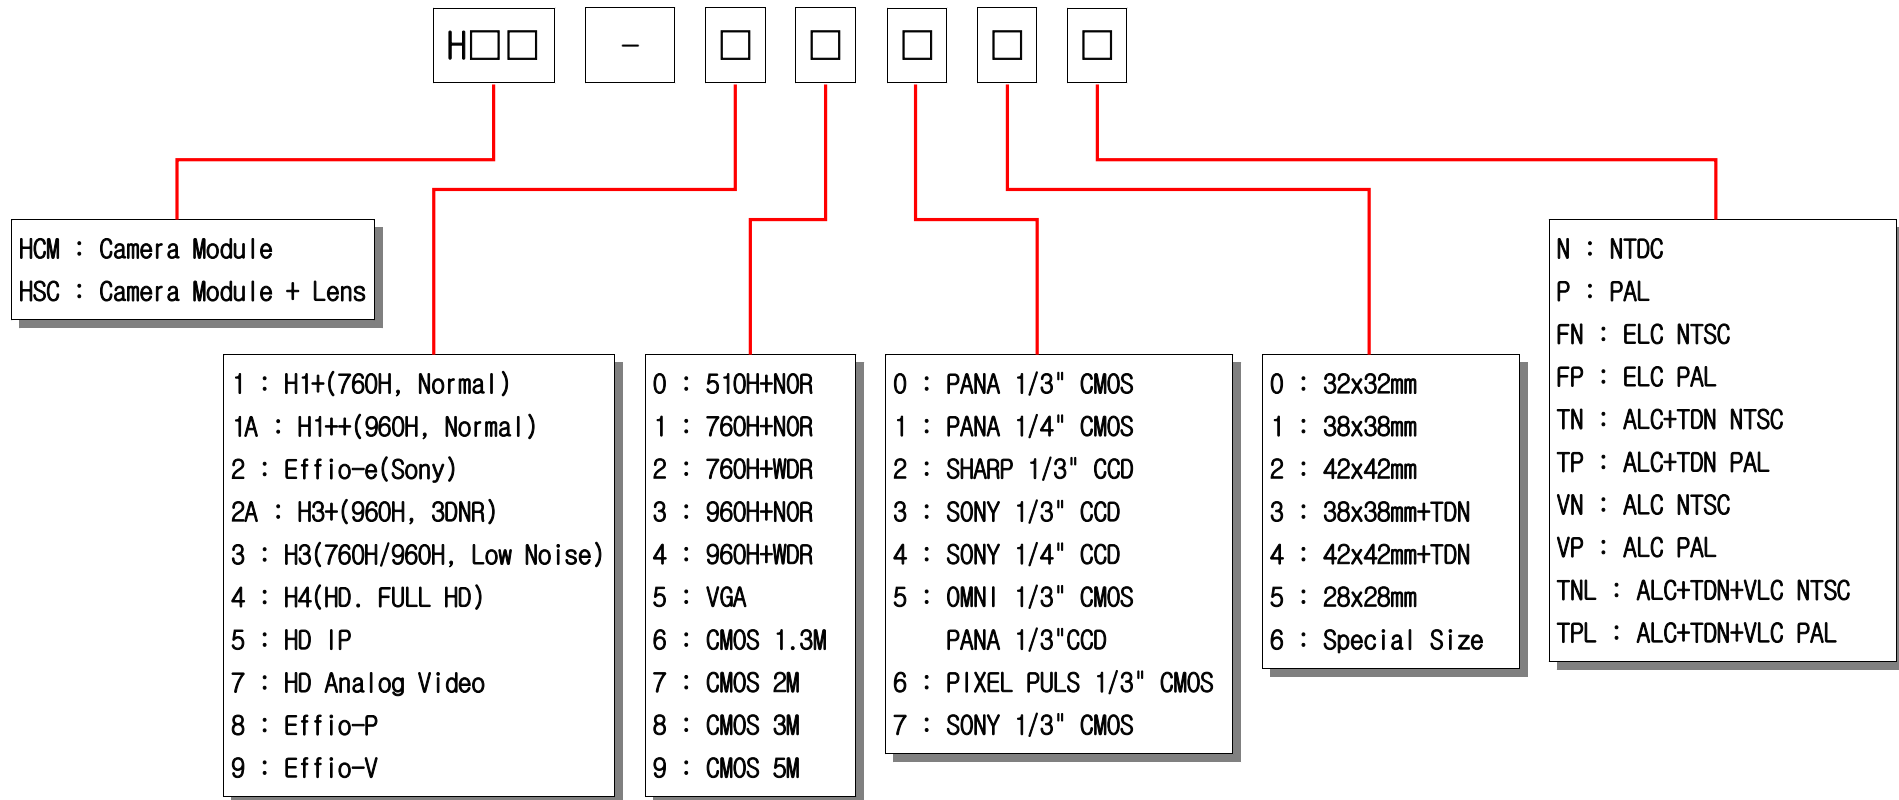 H□□ - □ □ □ □ □
HCM : Camera Module
HSC : Camera Module + Lens
1 : H1+(760H, Normal)
1A : H1++(960H, Normal)
2 : Effio-e(Sony)
2A : H3+(960H, 3DNR)
3 : H3(760H/960H, Low Noise)
4 : H4(HD. FULL HD)
5 : HD IP
7 : HD Analog Video
8 : Effio-P
9 : Effio-V
0 : 510H+NOR
1 : 760H+NOR
2 : 760H+WDR
3 : 960H+NOR
4 : 960H+WDR
5 : VGA
6 : CMOS 1.3M
7 : CMOS 2M
8 : CMOS 3M
9 : CMOS 5M
0 : PANA 1/3" CMOS
1 : PANA 1/4" CMOS
2 : SHARP 1/3" CCD
3 : SONY 1/3" CCD
4 : SONY 1/4" CCD
5 : OMNI 1/3" CMOS
PANA 1/3"CCD
6 : PIXEL PULS 1/3" CMOS
7 : SONY 1/3" CMOS
0 : 32x32mm
1 : 38x38mm
2 : 42x42mm
3 : 38x38mm+TDN
4 : 42x42mm+TDN
5 : 28x28mm
6 : Special Size
N : NTDC
P : PAL
FN : ELC NTSC
FP : ELC PAL
TN : ALC+TDN NTSC
TP : ALC+TDN PAL
VN : ALC NTSC
VP : ALC PAL
TNL : ALC+TDN+VLC NTSC
TPL : ALC+TDN+VLC PAL